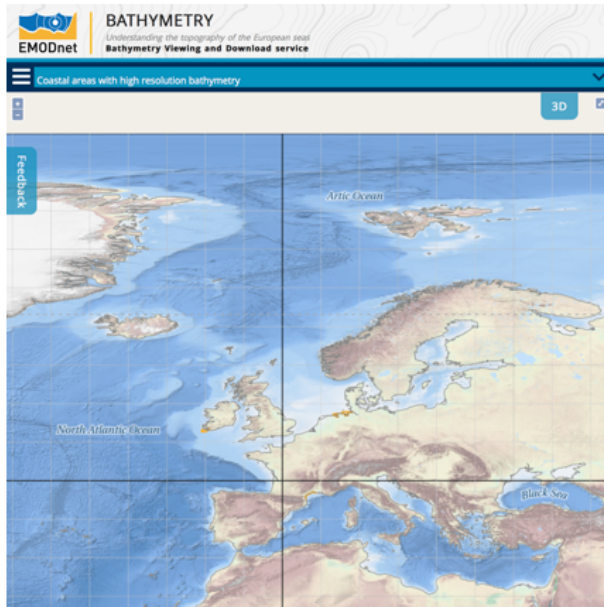 EMODnet
BATHYMETRY
Understanding the topography of the European seas
Bathymetry Viewing and Download service
Coastal areas with high resolution bathymetry
+
-
3D
Feedback
Artic Ocean
North Atlantic Ocean
Black Sea